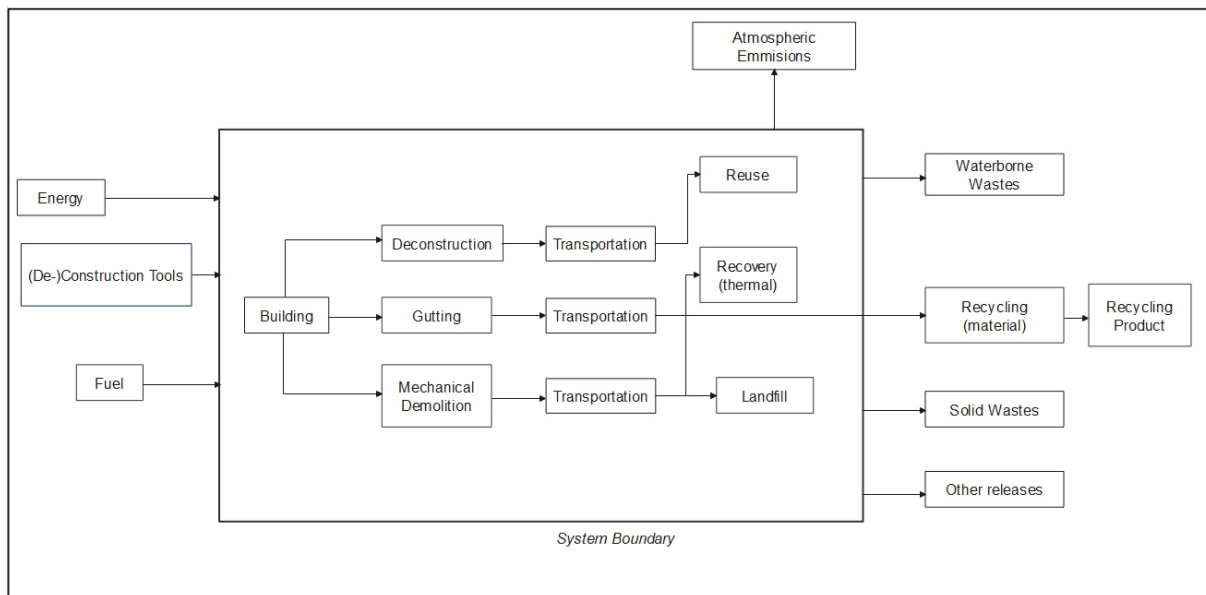 Atmospheric
Emmisions
Energy
(De-)Construction Tools
Fuel
Building
Deconstruction
Transportation
Reuse
Gutting
Transportation
Recovery
(thermal)
Mechanical
Demolition
Transportation
Landfill
Waterborne
Wastes
Recycling
(material)
Recycling
Product
Solid Wastes
Other releases
System Boundary